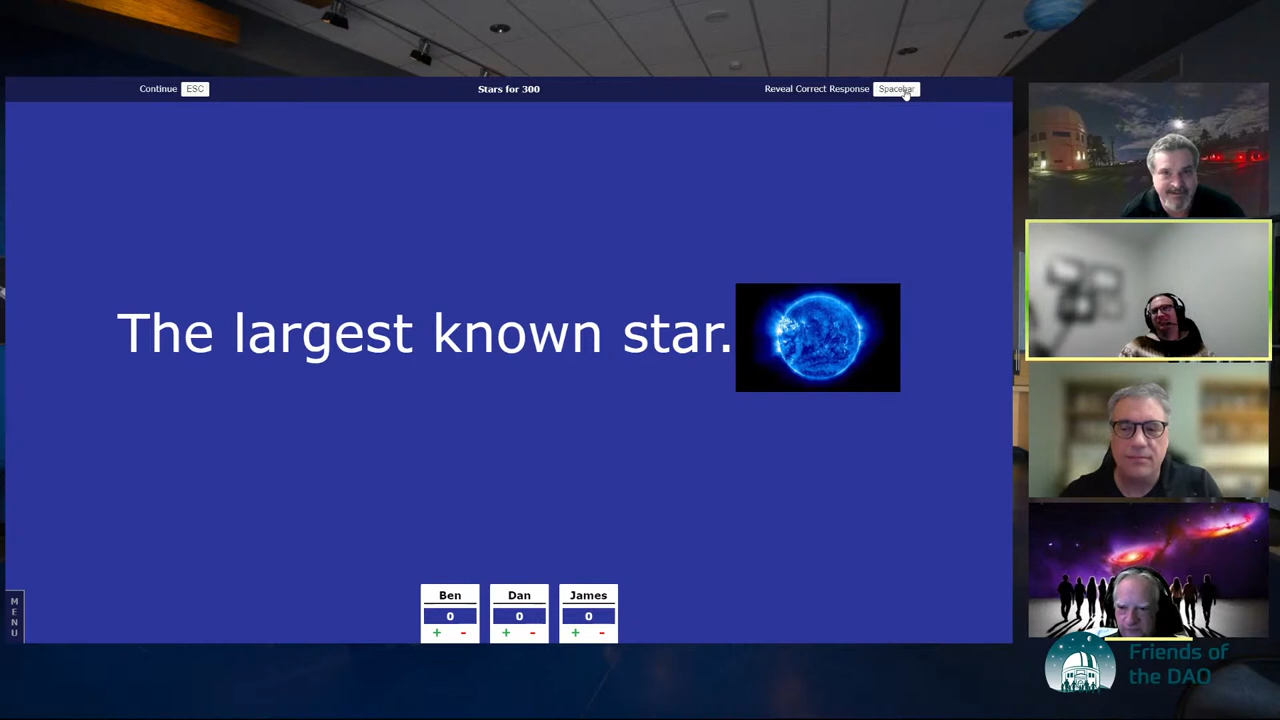 Continue ESC
Stars for 300
Reveal Correct Response Spacebar
The largest known star.
MENU
Ben
0
+ -
Dan
0
+ -
James
0
+ -
Friends of
the DAO